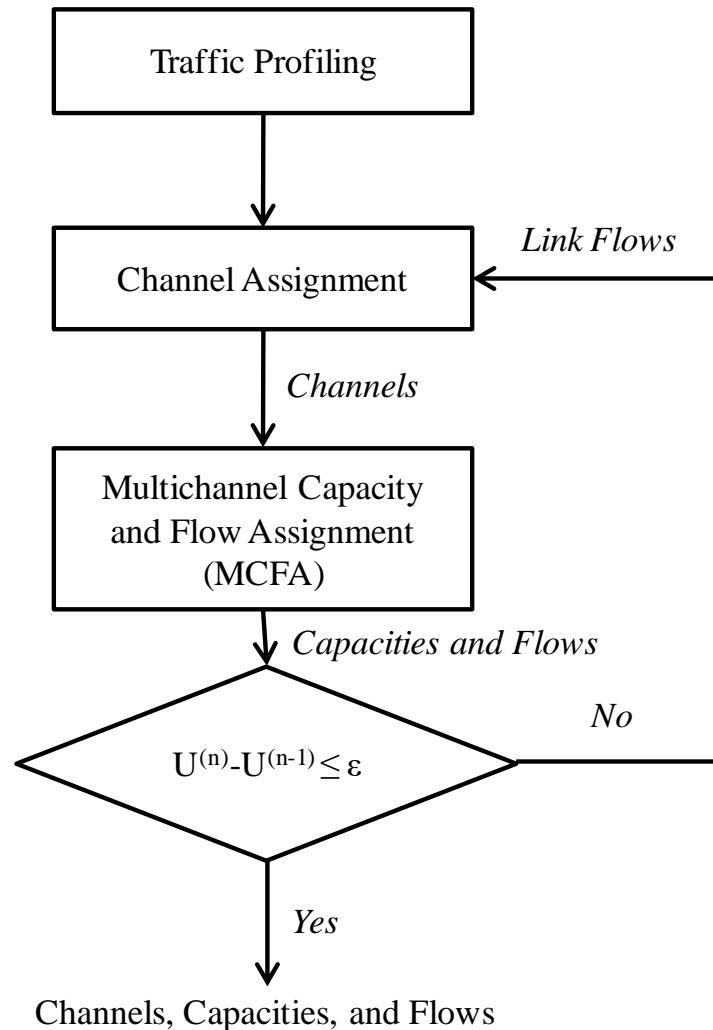 Traffic Profiling
Link Flows
Channel Assignment
Channels
Multichannel Capacity
and Flow Assignment
(MCFA)
Capacities and Flows
No
U⁽ⁿ⁾-U⁽ⁿ⁻¹⁾ ≤ ε
Yes
Channels, Capacities, and Flows